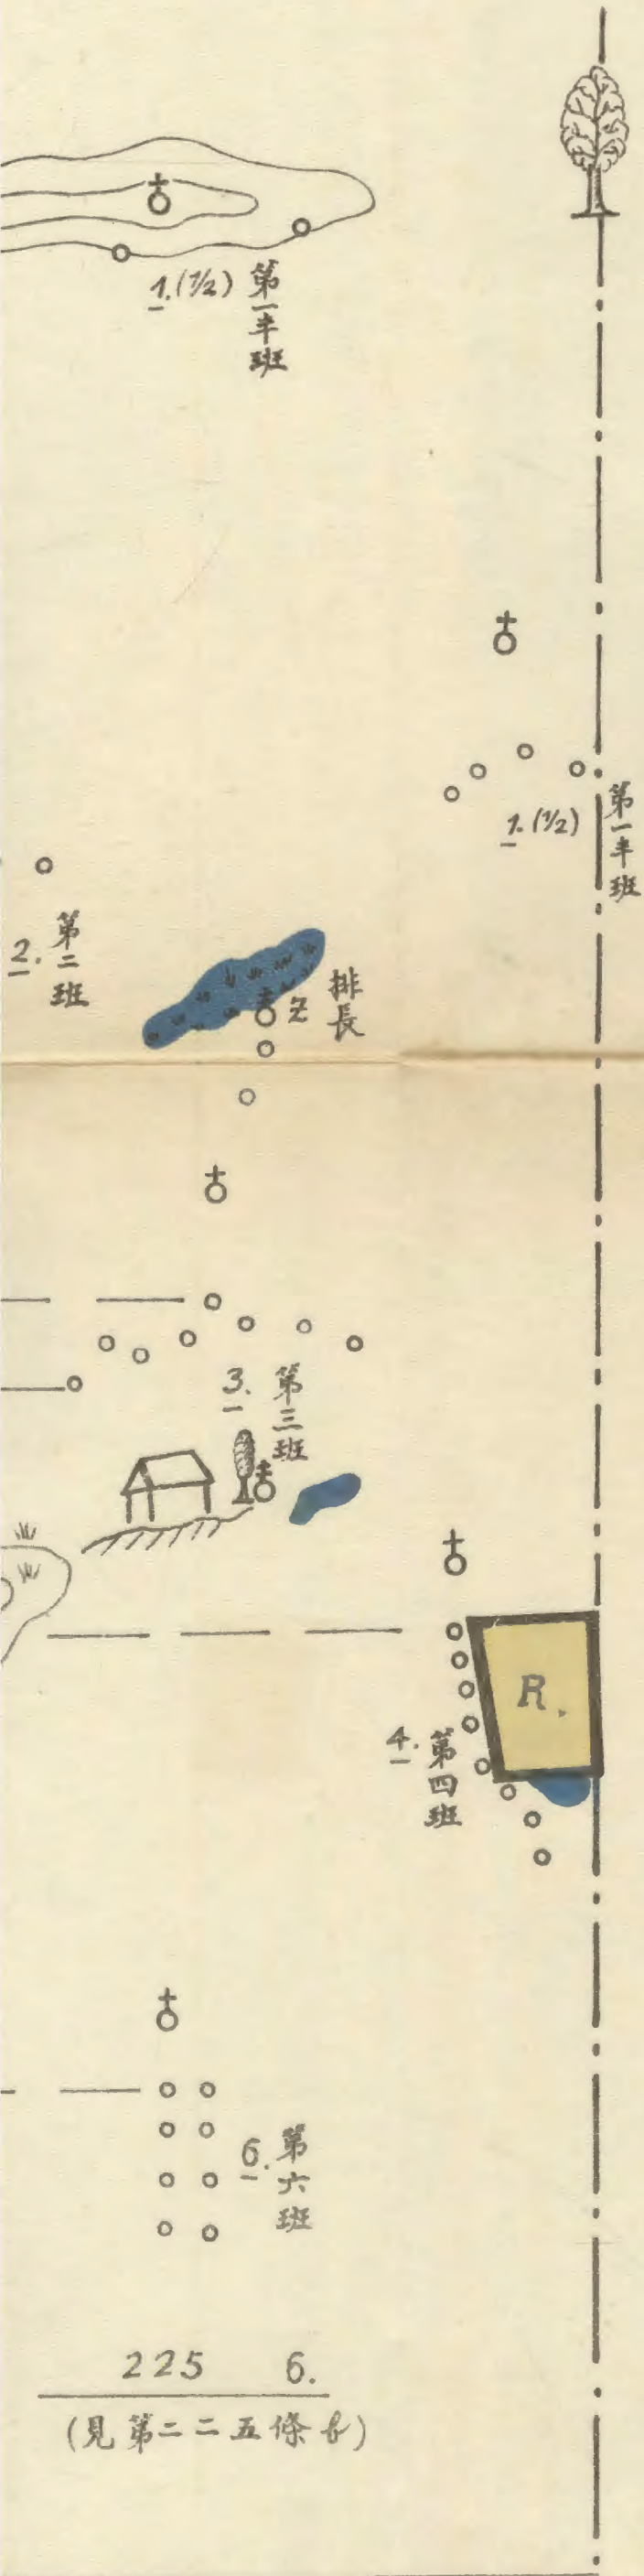 1.(1/2) 第一半班
1.(1/2) 第一半班
2. 第二班
Z 排長
3. 第三班
R.
4. 第四班
6. 第六班
225 6.
(見第二二五條b)